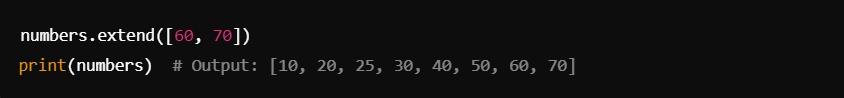 numbers.extend([60, 70])
print(numbers)  # Output: [10, 20, 25, 30, 40, 50, 60, 70]